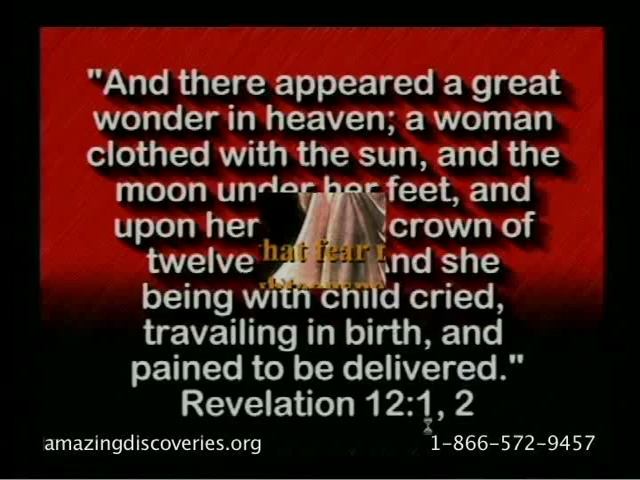 "And there appeared a great
wonder in heaven; a woman
clothed with the sun, and the
moon under her feet, and
upon her crown of
twelve nd she
being with child cried,
travailing in birth, and
pained to be delivered."
Revelation 12:1, 2
hat fear
amazingdiscoveries.org
1-866-572-9457